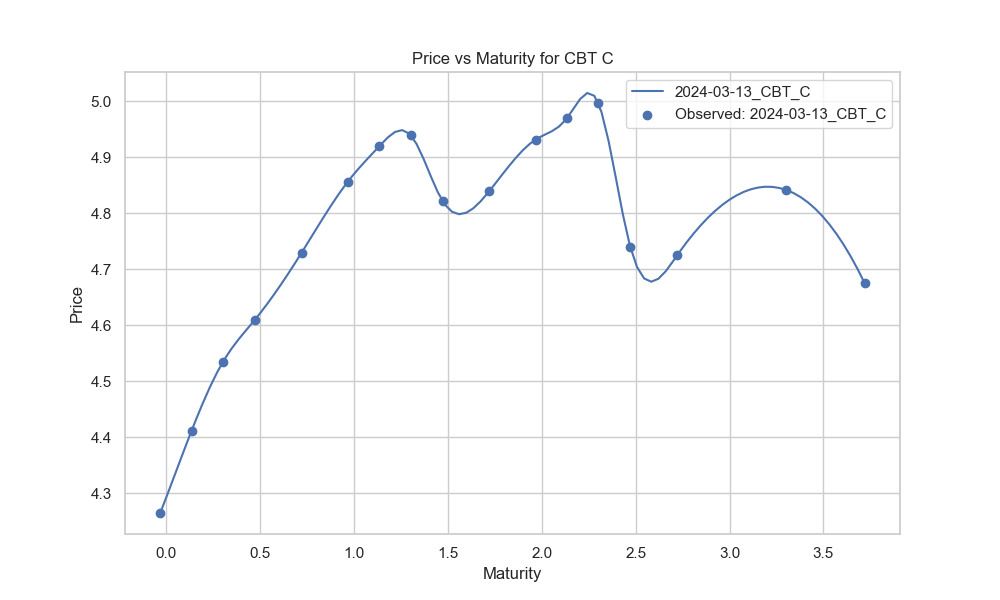 Price vs Maturity for CBT C
2024-03-13_CBT_C
Observed: 2024-03-13_CBT_C
Price
5.0
4.9
4.8
4.7
4.6
4.5
4.4
4.3
0.0 0.5 1.0 1.5 2.0 2.5 3.0 3.5
Maturity